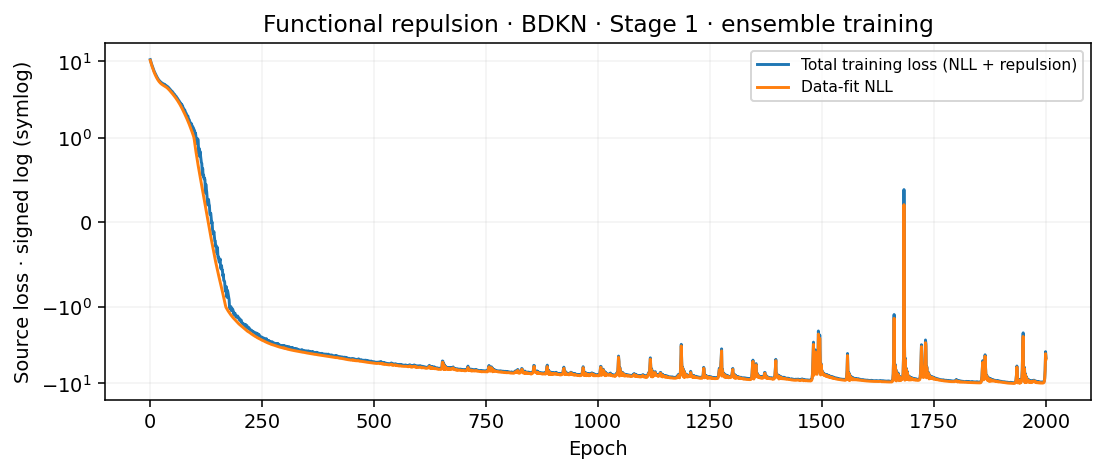 Functional repulsion · BDKN · Stage 1 · ensemble training
Total training loss (NLL + repulsion)
Data-fit NLL
Source loss · signed log (symlog)
10¹
10⁰
0
−10⁰
−10¹
0 250 500 750 1000 1250 1500 1750 2000
Epoch